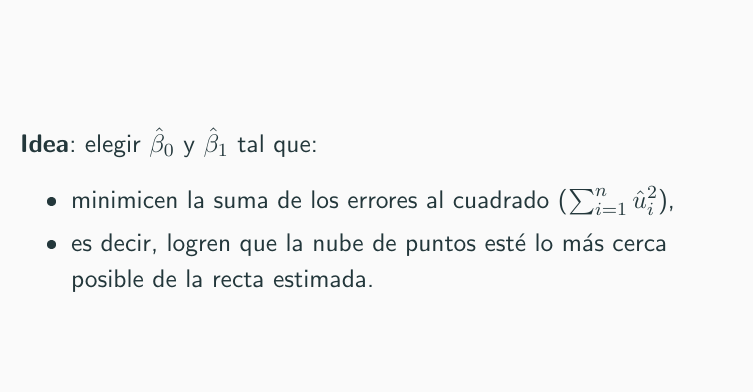 Idea: elegir $\hat{\beta}_0$ y $\hat{\beta}_1$ tal que:
• minimicen la suma de los errores al cuadrado ($\sum_{i=1}^{n} \hat{u}_i^2$),
• es decir, logren que la nube de puntos esté lo más cerca
posible de la recta estimada.